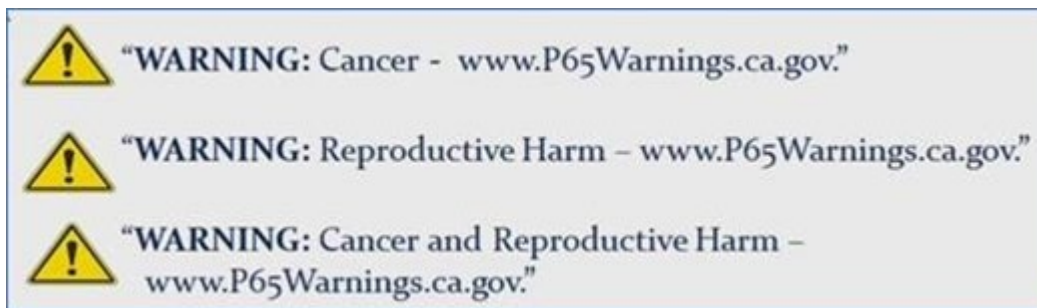 “WARNING: Cancer - www.P65Warnings.ca.gov.”
“WARNING: Reproductive Harm – www.P65Warnings.ca.gov.”
“WARNING: Cancer and Reproductive Harm –
www.P65Warnings.ca.gov.”